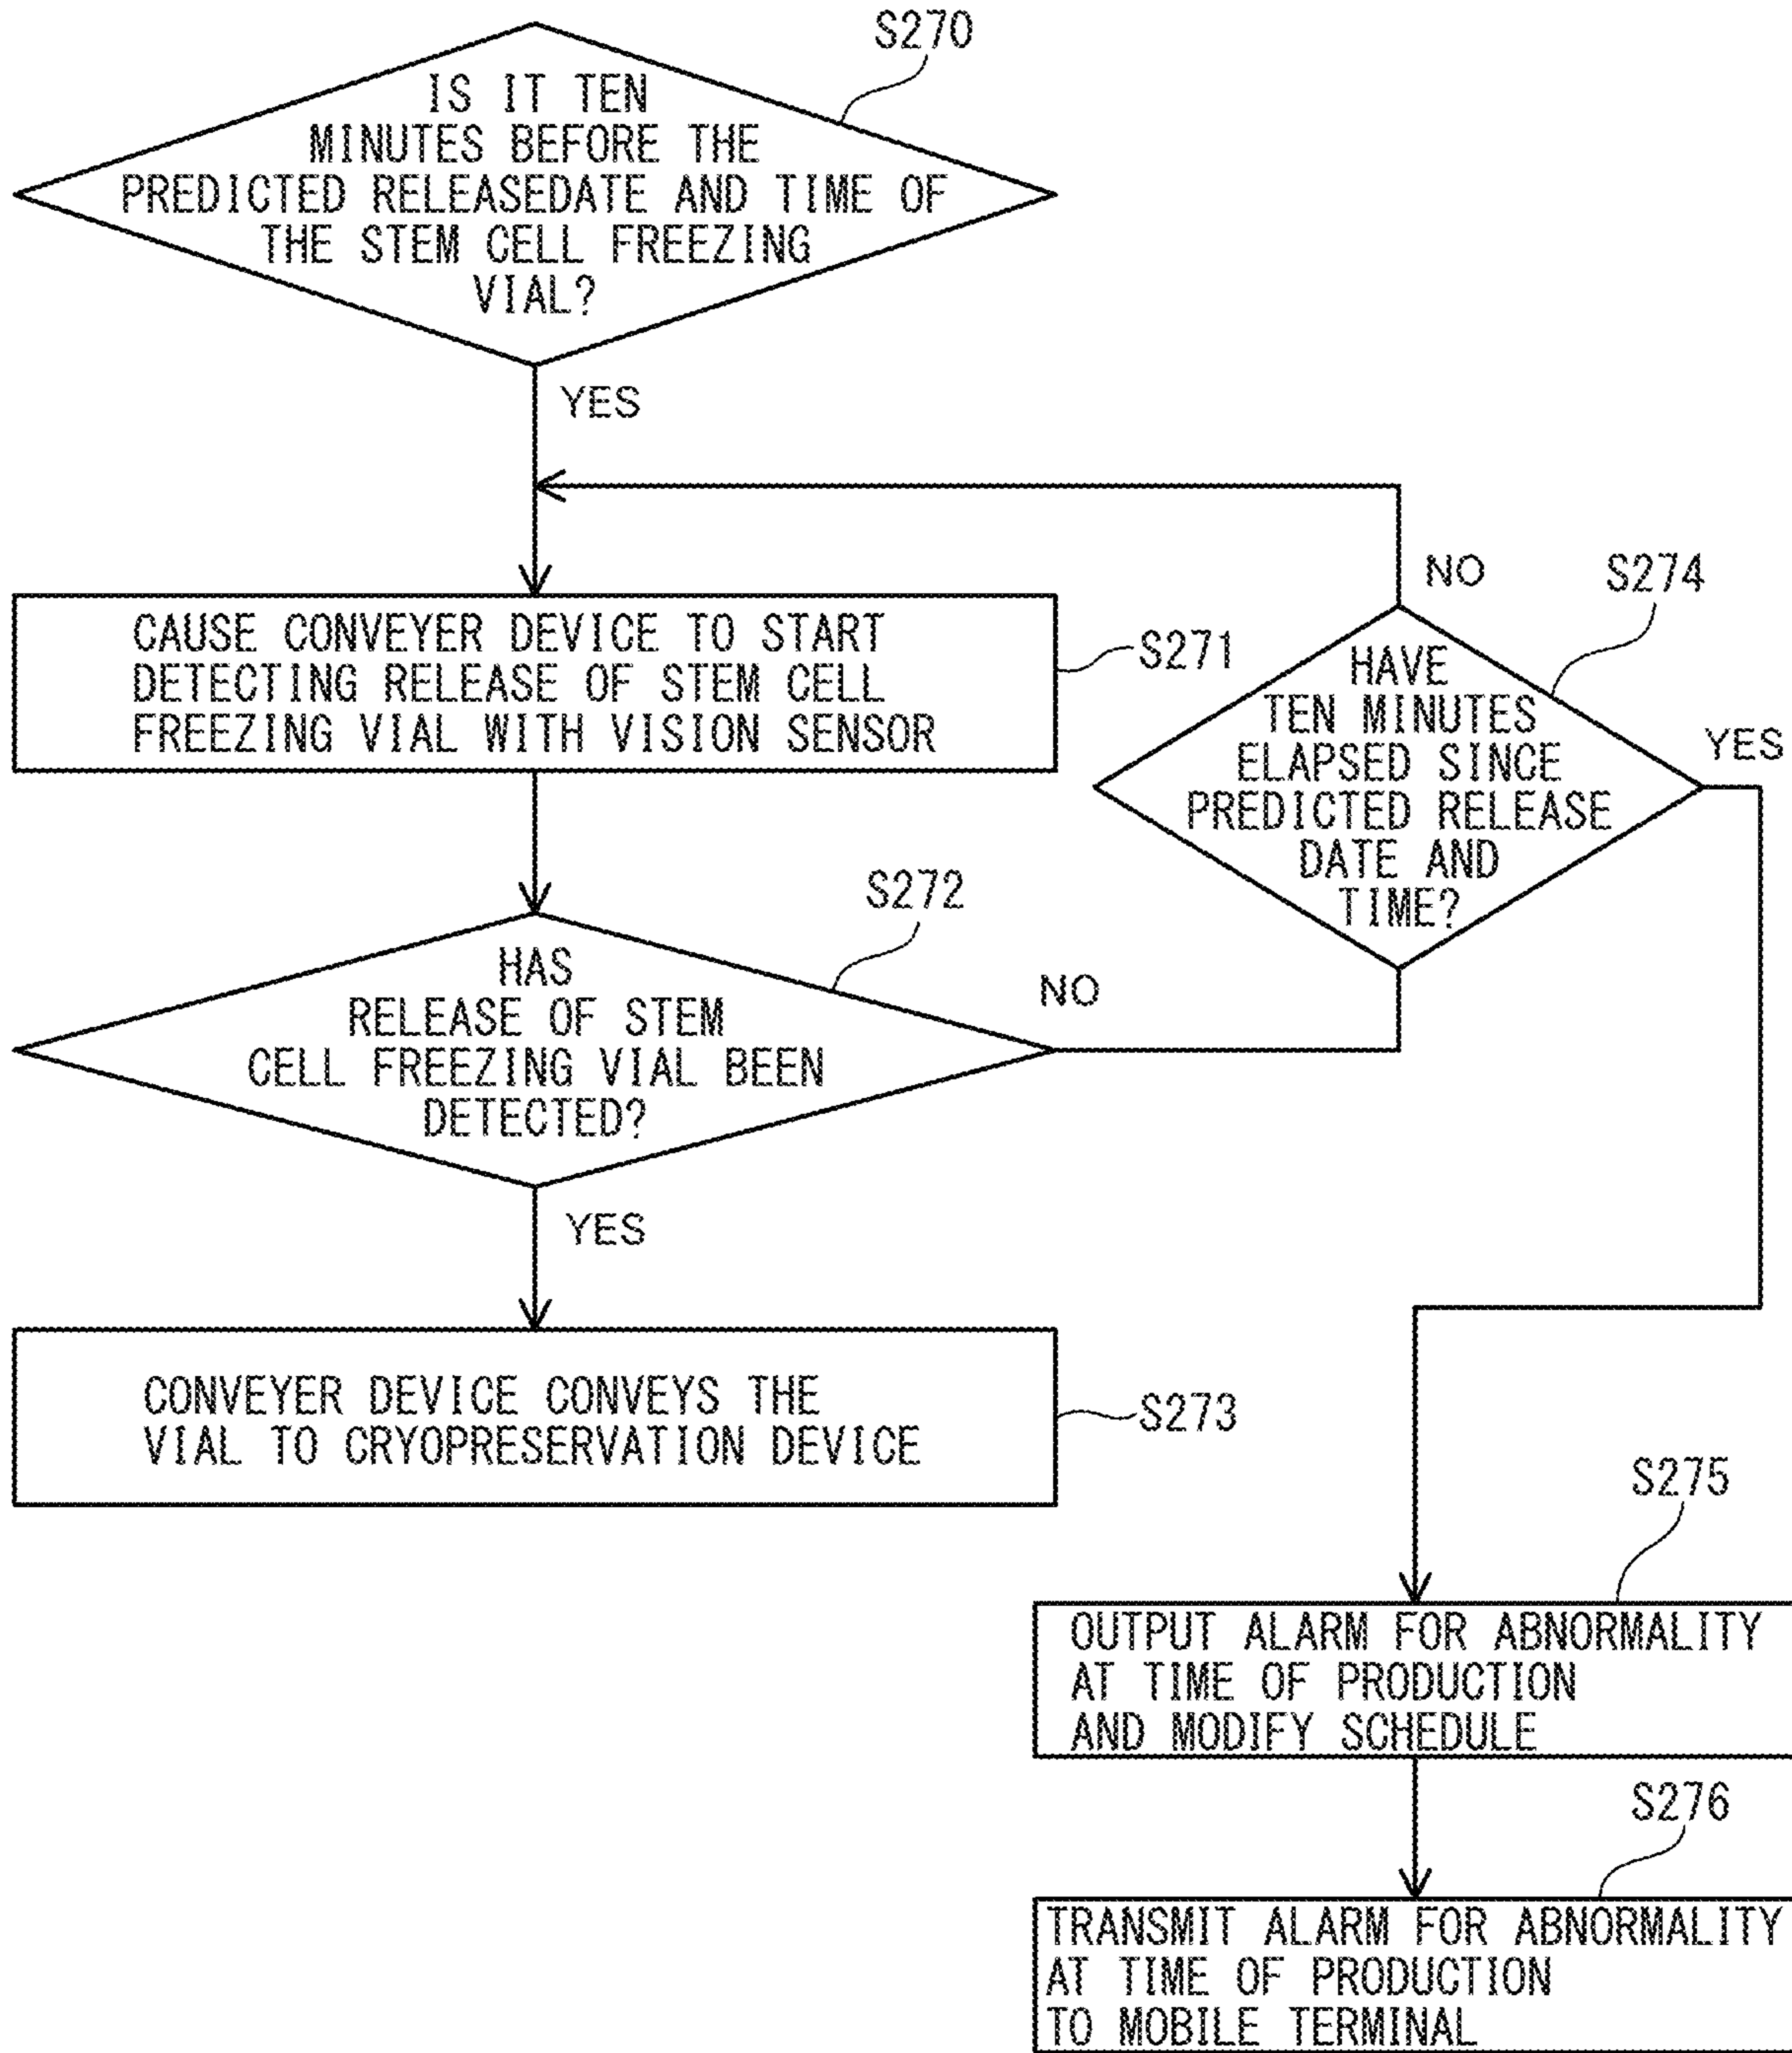 S270
IS IT TEN
MINUTES BEFORE THE
PREDICTED RELEASEDATE AND TIME OF
THE STEM CELL FREEZING
VIAL?
YES
NO
S274
CAUSE CONVEYER DEVICE TO START
DETECTING RELEASE OF STEM CELL
FREEZING VIAL WITH VISION SENSOR
S271
HAVE
TEN MINUTES
ELAPSED SINCE
PREDICTED RELEASE
DATE AND
TIME?
YES
S272
HAS
RELEASE OF STEM
CELL FREEZING VIAL BEEN
DETECTED?
NO
YES
CONVEYER DEVICE CONVEYS THE
VIAL TO CRYOPRESERVATION DEVICE
S273
S275
OUTPUT ALARM FOR ABNORMALITY
AT TIME OF PRODUCTION
AND MODIFY SCHEDULE
S276
TRANSMIT ALARM FOR ABNORMALITY
AT TIME OF PRODUCTION
TO MOBILE TERMINAL